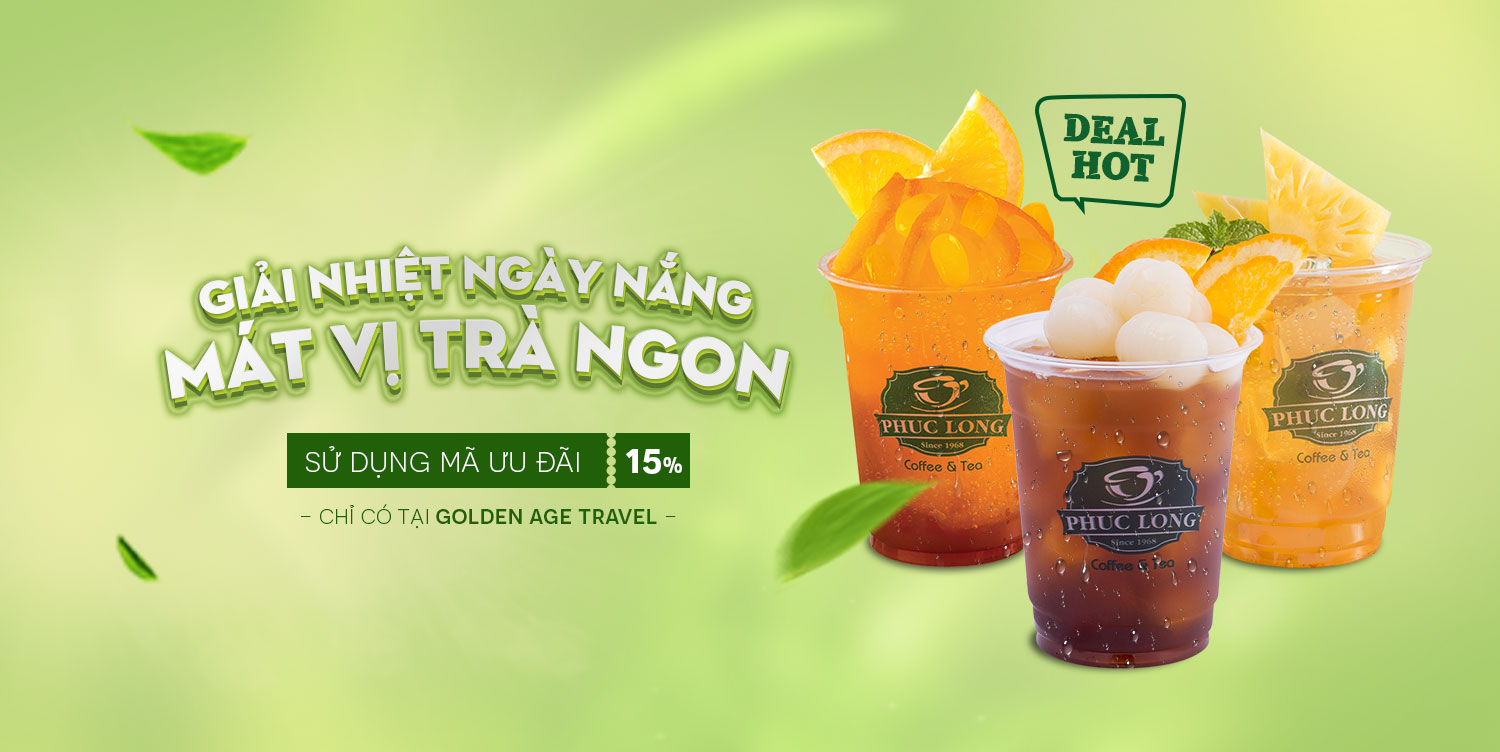 GIẢI NHIỆT NGÀY NẮNG
MÁT VỊ TRÀ NGON
SỬ DỤNG MÃ ƯU ĐÃI 15%
- CHỈ CÓ TẠI GOLDEN AGE TRAVEL -
DEAL
HOT
PHUC LONG
Since 1968
Coffee & Tea
PHUC LONG
Since 1968
Coffee & Tea
PHUC LONG
Since 1968
Coffee & Tea